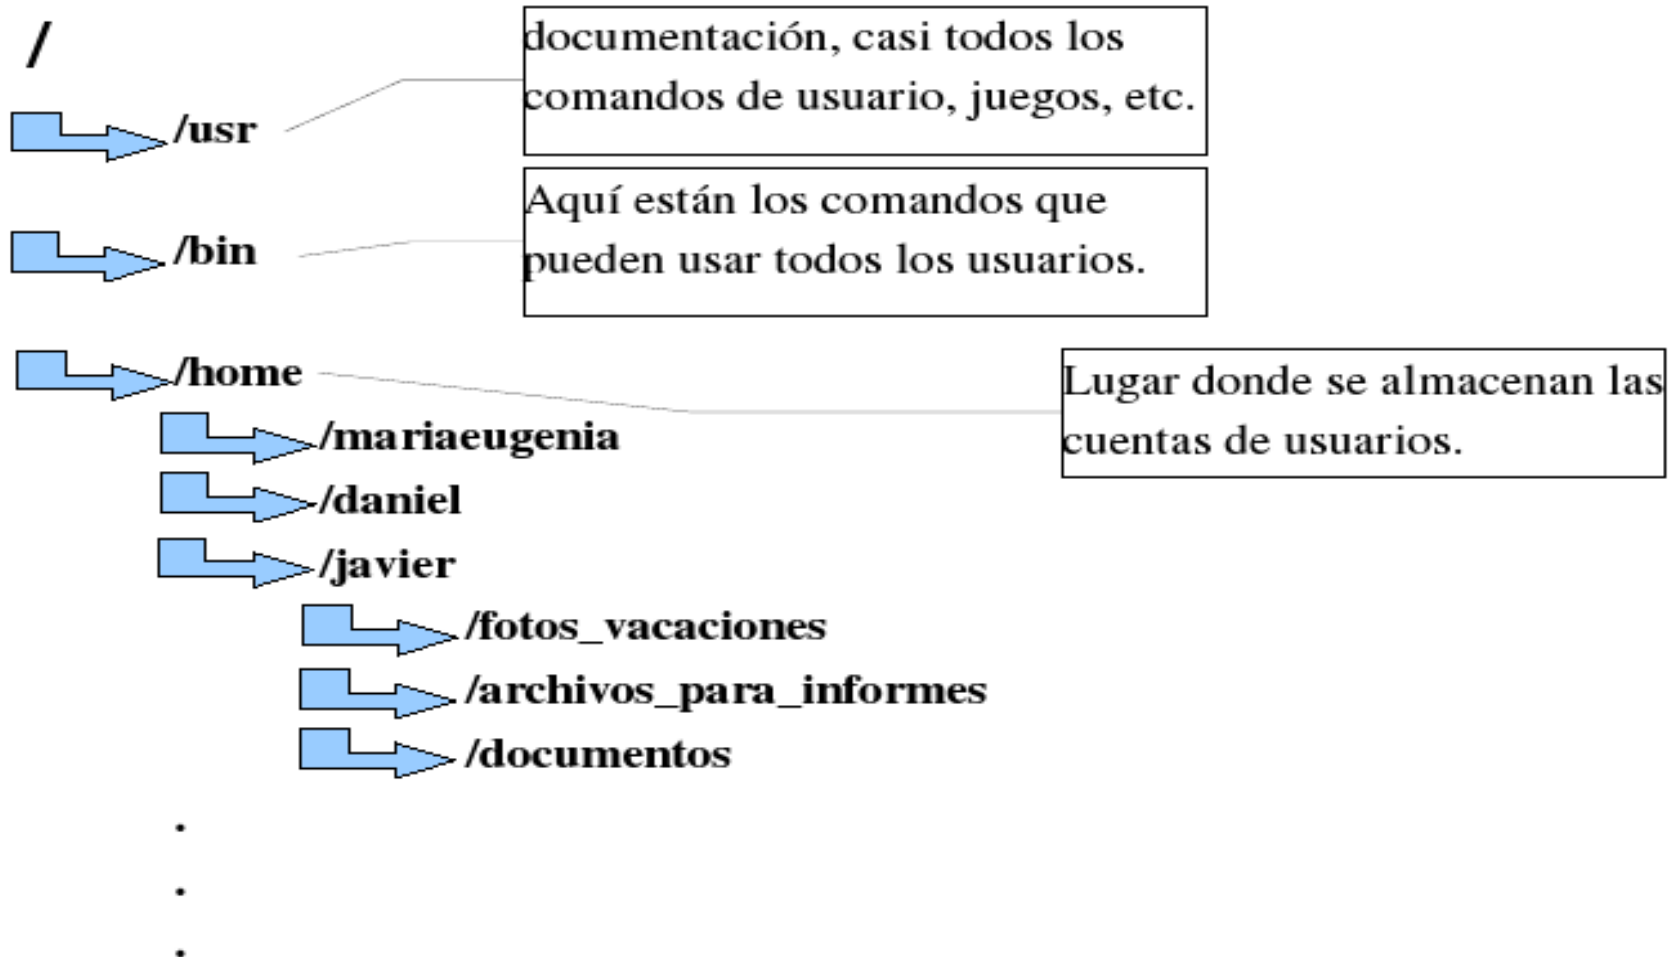 /
documentación, casi todos los
comandos de usuario, juegos, etc.
/usr
Aquí están los comandos que
pueden usar todos los usuarios.
/bin
/home
Lugar donde se almacenan las
cuentas de usuarios.
/mariaeugenia
/daniel
/javier
/fotos_vacaciones
/archivos_para_informes
/documentos
.
.
.